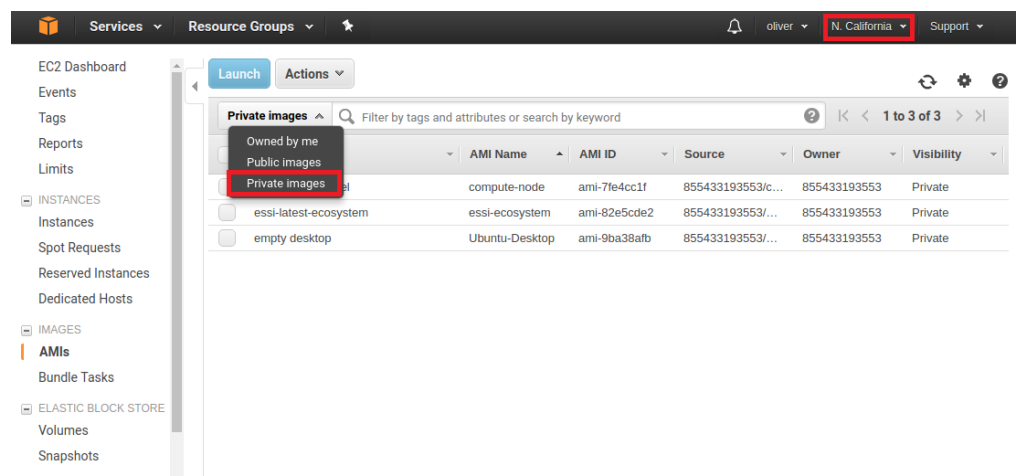 Services Resource Groups oliver N. California Support
EC2 Dashboard
Events
Tags
Reports
Limits
INSTANCES
Instances
Spot Requests
Reserved Instances
Dedicated Hosts
IMAGES
AMIs
Bundle Tasks
ELASTIC BLOCK STORE
Volumes
Snapshots
Launch Actions
Private images Filter by tags and attributes or search by keyword 1 to 3 of 3
Owned by me
Public images
Private images
AMI Name AMI ID Source Owner Visibility
compute-node ami-7fe4cc1f 855433193553/c... 855433193553 Private
essi-latest-ecosystem essi-ecosystem ami-82e5cde2 855433193553/... 855433193553 Private
empty desktop Ubuntu-Desktop ami-9ba38afb 855433193553/... 855433193553 Private